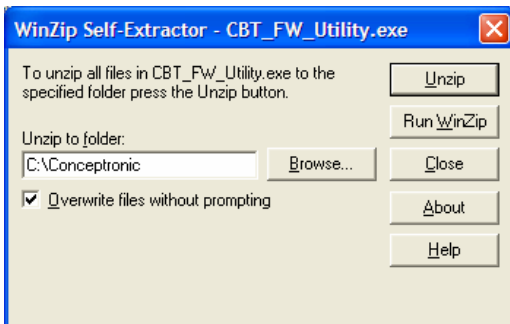 WinZip Self-Extractor - CBT_FW_Utility.exe
To unzip all files in CBT_FW_Utility.exe to the
specified folder press the Unzip button.
Unzip to folder:
C:\Conceptronic
Browse...
Overwrite files without prompting
Unzip
Run WinZip
Close
About
Help